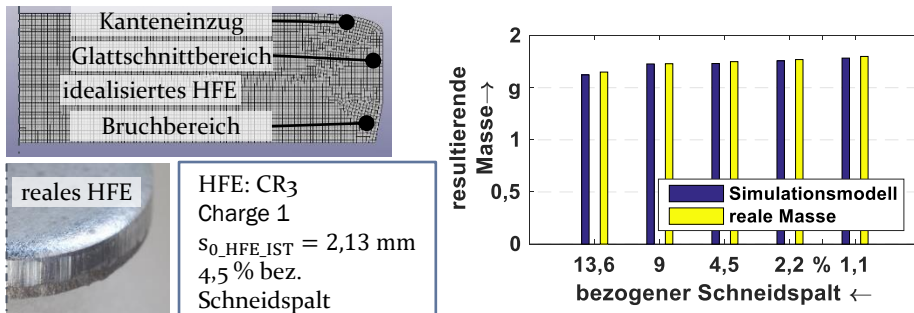 Kanteneinzug
Glattschnittbereich
idealisiertes HFE
Bruchbereich
reales HFE
HFE: CR3
Charge 1
s0_HFE_IST = 2,13 mm
4,5 % bez.
Schneidspalt
resultierende
Masse→
2
g
1
0,5
0
Simulationsmodell
reale Masse
13,6 9 4,5 2,2 % 1,1
bezogener Schneidspalt ←